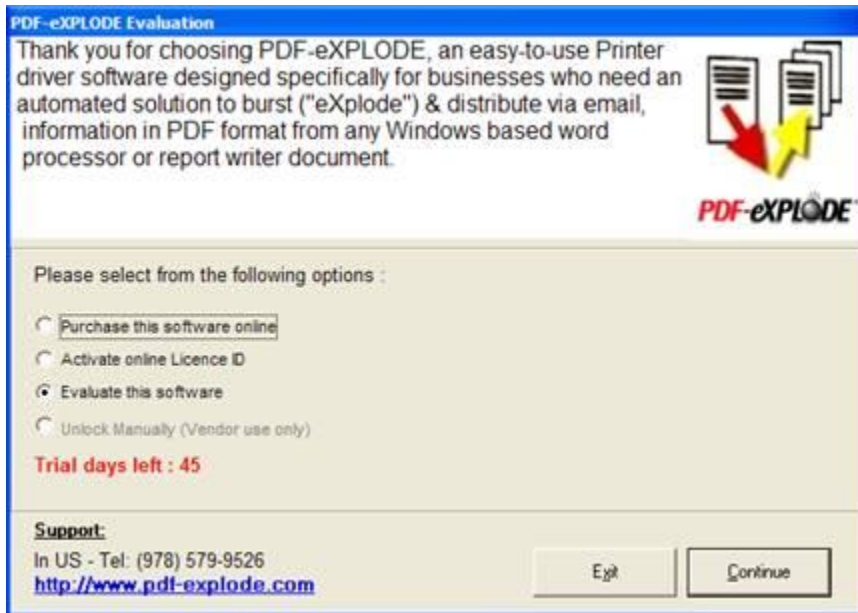 PDF-eXPLODE Evaluation
Thank you for choosing PDF-eXPLODE, an easy-to-use Printer
driver software designed specifically for businesses who need an
automated solution to burst ("eXplode") & distribute via email,
information in PDF format from any Windows based word
processor or report writer document.
PDF-eXPLODE
Please select from the following options :
Purchase this software online
Activate online Licence ID
Evaluate this software
Unlock Manually (Vendor use only)
Trial days left : 45
Support:
In US - Tel: (978) 579-9526
http://www.pdf-explode.com
Exit
Continue